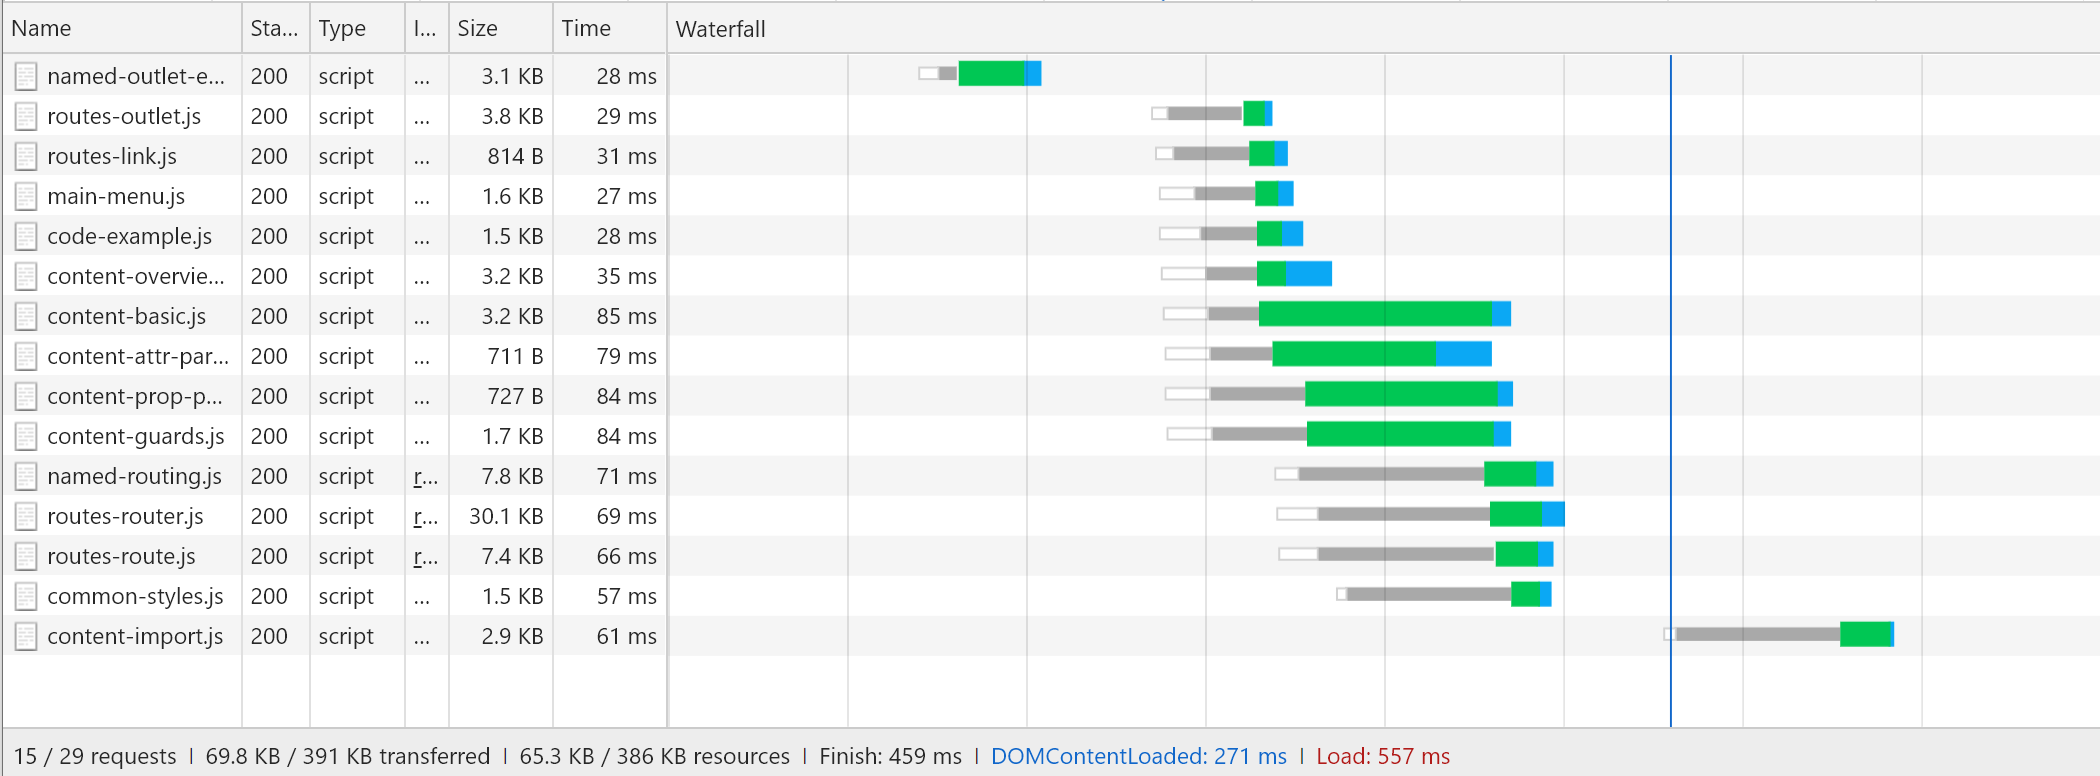 Name Sta... Type I... Size Time Waterfall
named-outlet-e... 200 script ... 3.1 KB 28 ms
routes-outlet.js 200 script ... 3.8 KB 29 ms
routes-link.js 200 script ... 814 B 31 ms
main-menu.js 200 script ... 1.6 KB 27 ms
code-example.js 200 script ... 1.5 KB 28 ms
content-overvie... 200 script ... 3.2 KB 35 ms
content-basic.js 200 script ... 3.2 KB 85 ms
content-attr-par... 200 script ... 711 B 79 ms
content-prop-p... 200 script ... 727 B 84 ms
content-guards.js 200 script ... 1.7 KB 84 ms
named-routing.js 200 script r... 7.8 KB 71 ms
routes-router.js 200 script r... 30.1 KB 69 ms
routes-route.js 200 script r... 7.4 KB 66 ms
common-styles.js 200 script ... 1.5 KB 57 ms
content-import.js 200 script ... 2.9 KB 61 ms
15 / 29 requests | 69.8 KB / 391 KB transferred | 65.3 KB / 386 KB resources | Finish: 459 ms | DOMContentLoaded: 271 ms | Load: 557 ms